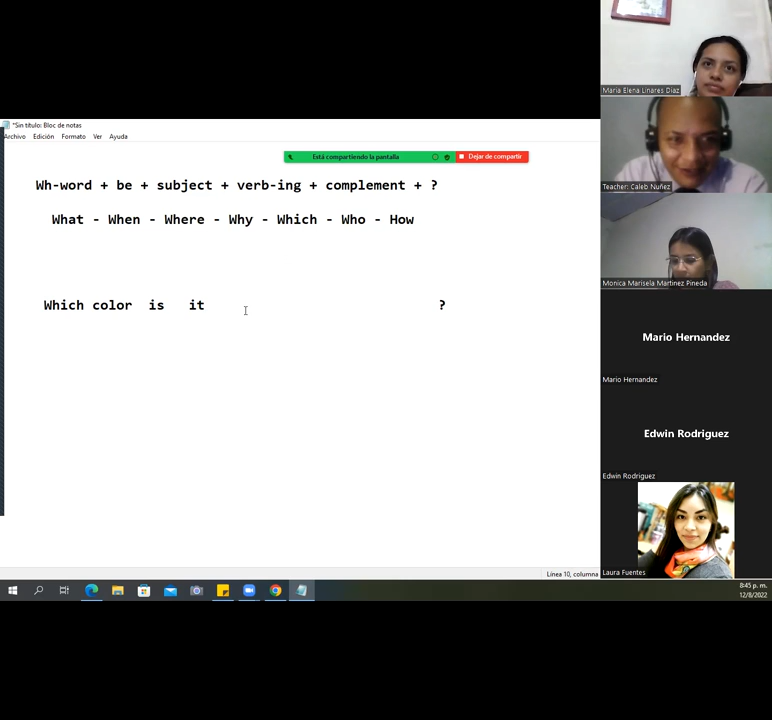 *Sin título: Bloc de notas
Archivo Edición Formato Ver Ayuda
Está compartiendo la pantalla
Dejar de compartir
Wh-word + be + subject + verb-ing + complement + ?
What - When - Where - Why - Which - Who - How
Which color is it ?
Línea 10, columna
8:45 p. m.
12/8/2022
María Elena Linares Díaz
Teacher: Caleb Nuñez
Monica Marisela Martinez Pineda
Mario Hernandez
Mario Hernandez
Edwin Rodriguez
Edwin Rodriguez
Laura Fuentes